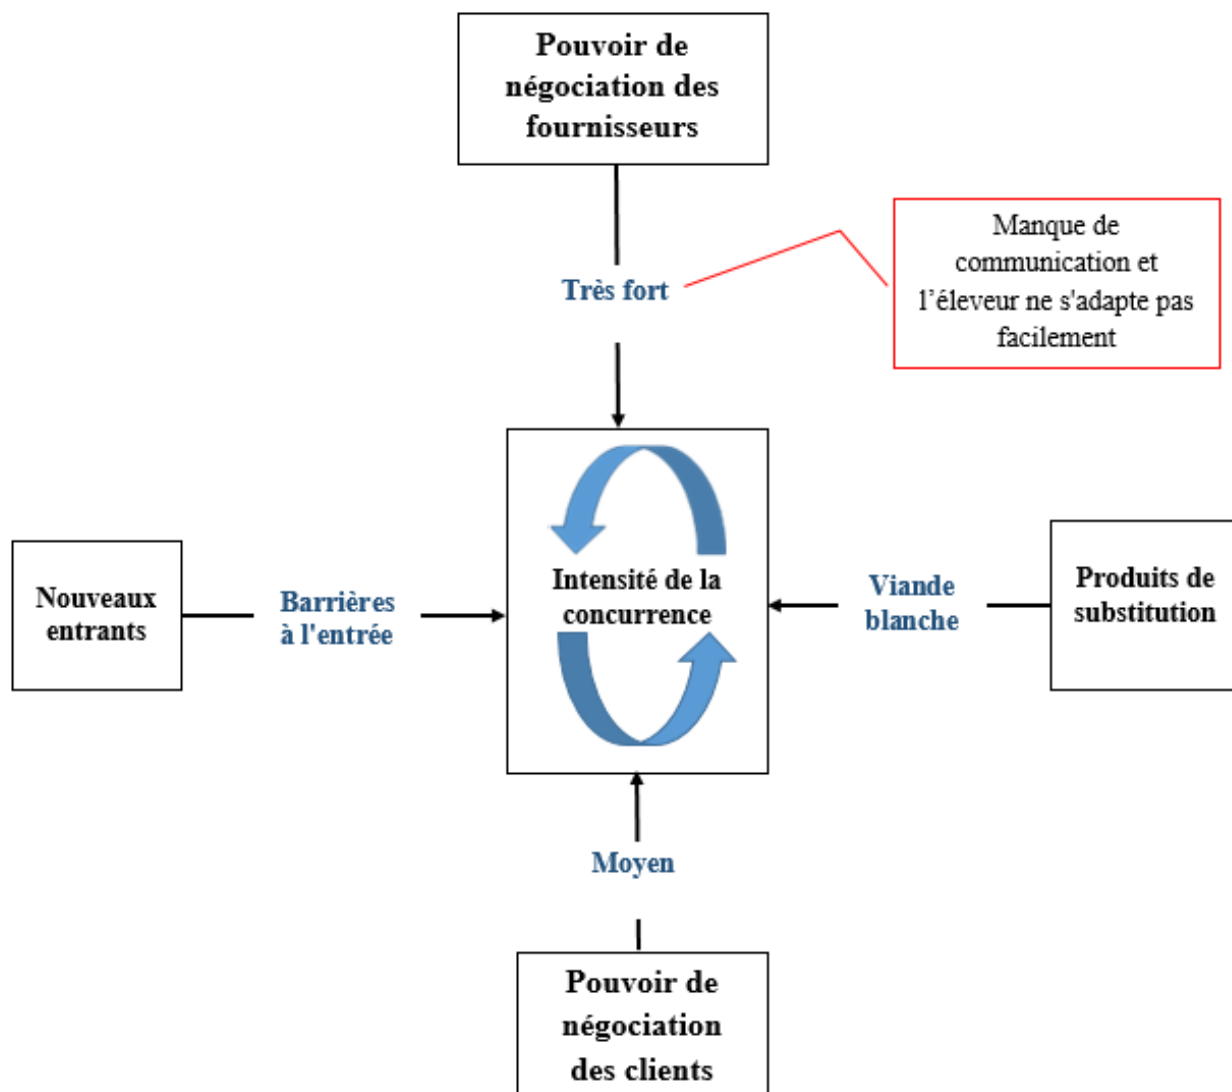 Pouvoir de
négociation des
fournisseurs
Manque de
communication et
l’éleveur ne s'adapte pas
facilement
Très fort
Nouveaux
entrants
Barrières
à l'entrée
Intensité de la
concurrence
Viande
blanche
Produits de
substitution
Moyen
Pouvoir de
négociation
des clients